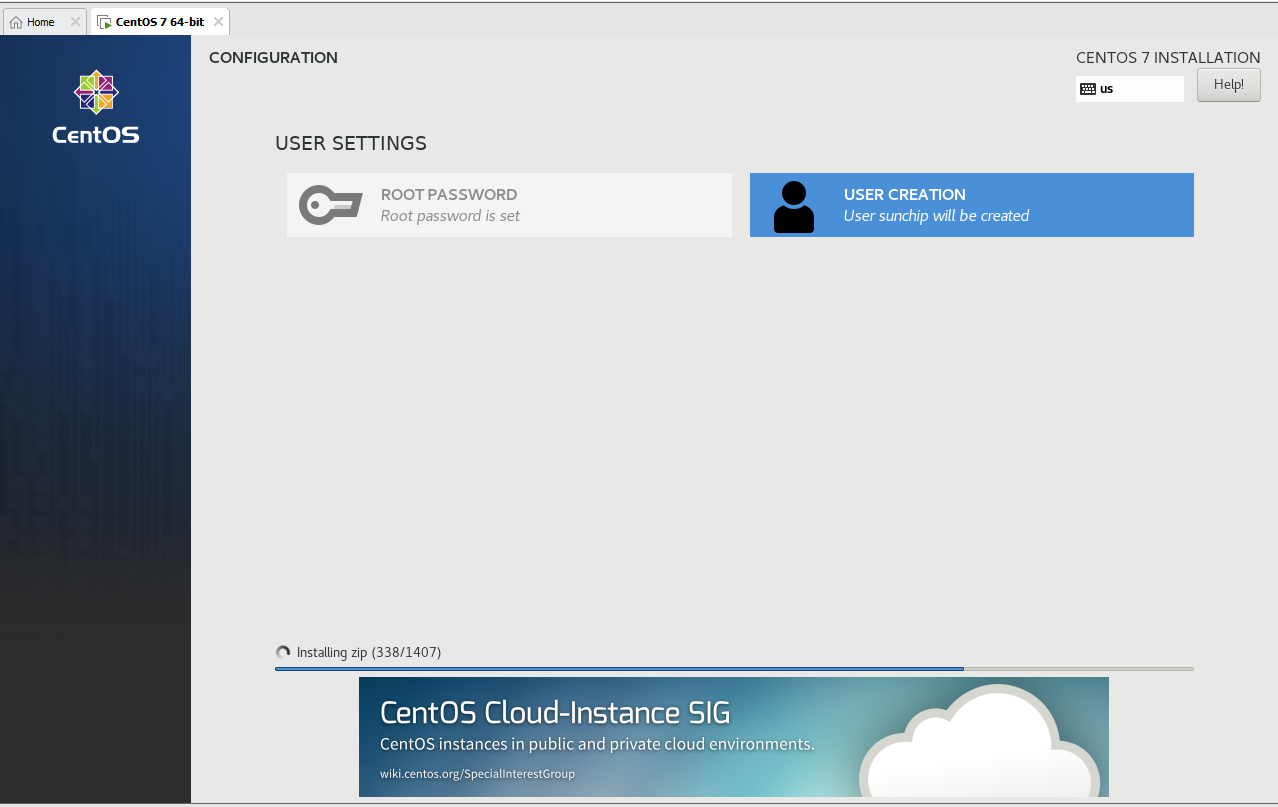 Home
CentOS 7 64-bit
CentOS
CONFIGURATION
CENTOS 7 INSTALLATION
us
Help!
USER SETTINGS
ROOT PASSWORD
Root password is set
USER CREATION
User sunchip will be created
Installing zip (338/1407)
CentOS Cloud-Instance SIG
CentOS instances in public and private cloud environments.
wiki.centos.org/SpecialInterestGroup